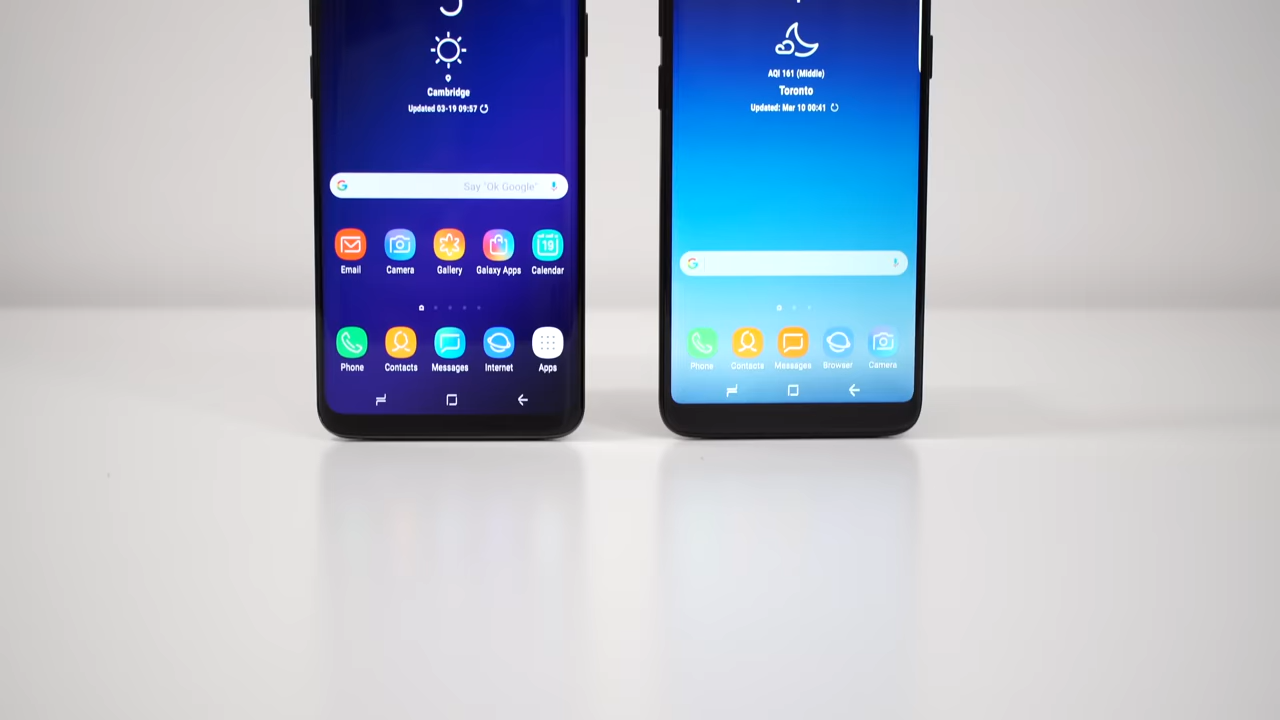 Cambridge
Updated 03-19 09:57
Say "Ok Google"
Email Camera Gallery Galaxy Apps Calendar
19
Phone Contacts Messages Internet Apps
AQI 161 (Middle)
Toronto
Updated: Mar 10 00:41
Phone Contacts Messages Browser Camera